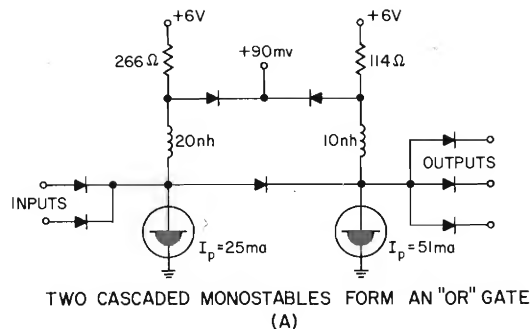 +6V +6V
266Ω +90mv 114Ω
20nh 10nh
INPUTS OUTPUTS
Ip=25ma Ip=51ma
TWO CASCADED MONOSTABLES FORM AN "OR" GATE
(A)